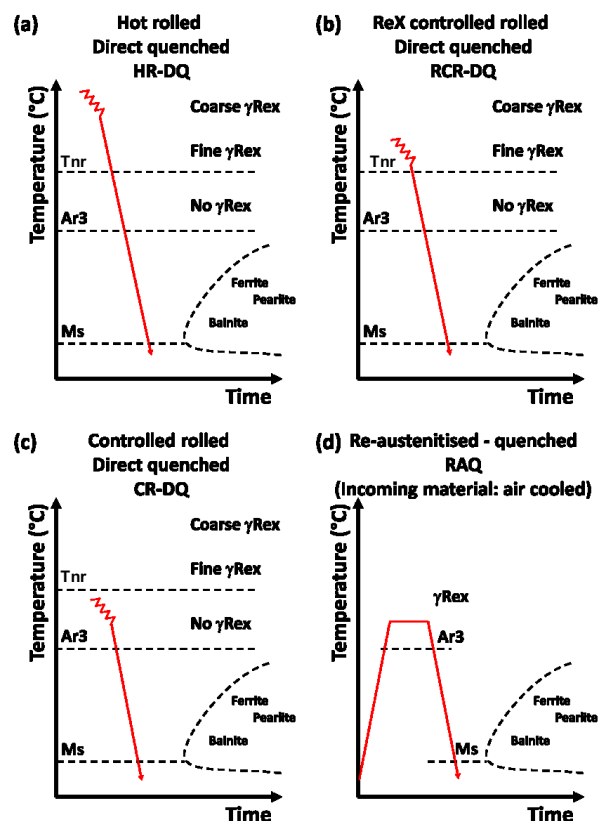 (a)
Hot rolled
Direct quenched
HR-DQ
Temperature (°C)
Coarse γRex
Fine γRex
Tnr
No γRex
Ar3
Ferrite
Pearlite
Bainite
Ms
Time
(b)
ReX controlled rolled
Direct quenched
RCR-DQ
Temperature (°C)
Coarse γRex
Fine γRex
Tnr
No γRex
Ar3
Ferrite
Pearlite
Bainite
Ms
Time
(c)
Controlled rolled
Direct quenched
CR-DQ
Temperature (°C)
Coarse γRex
Fine γRex
Tnr
No γRex
Ar3
Ferrite
Pearlite
Bainite
Ms
Time
(d)
Re-austenitised - quenched
RAQ
(Incoming material: air cooled)
Temperature (°C)
γRex
Ar3
Ferrite
Pearlite
Bainite
Ms
Time